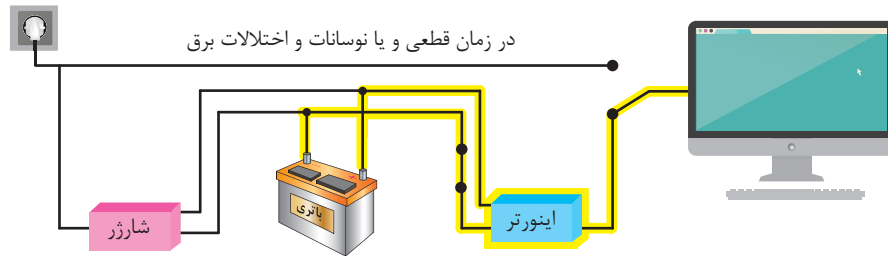 در زمان قطعی و یا نوسانات و اختلالات برق
باتری
اینورتر
شارژر